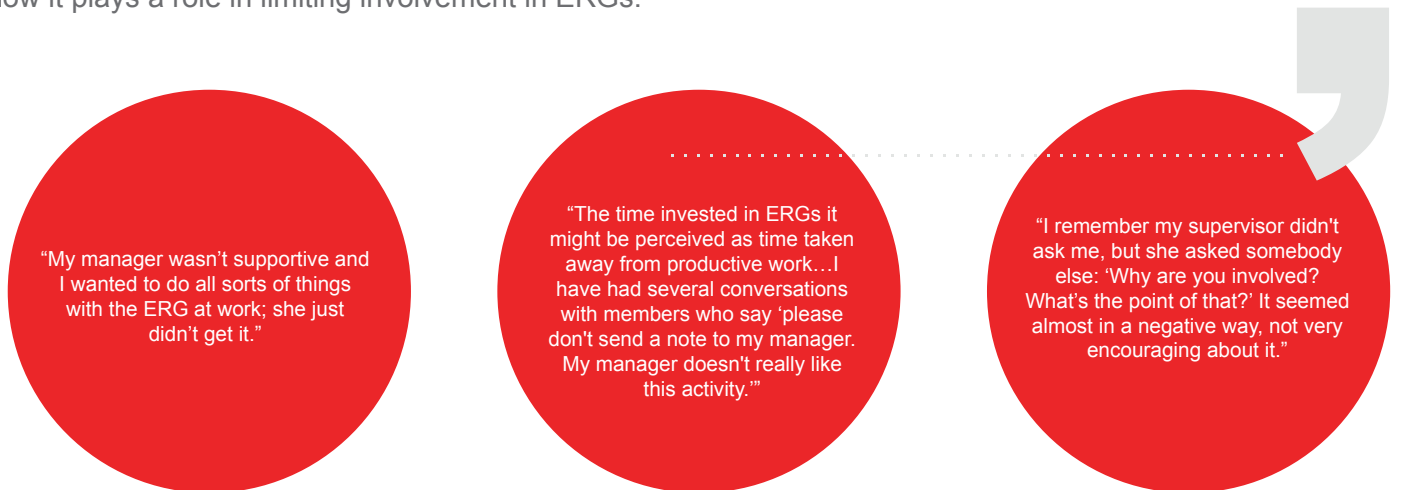 how it plays a role in limiting involvement in ERGs.
“My manager wasn’t supportive and
I wanted to do all sorts of things
with the ERG at work; she just
didn’t get it.”
“The time invested in ERGs it
might be perceived as time taken
away from productive work…I
have had several conversations
with members who say ‘please
don't send a note to my manager.
My manager doesn't really like
this activity.’”
“I remember my supervisor didn't
ask me, but she asked somebody
else: ‘Why are you involved?
What’s the point of that?’ It seemed
almost in a negative way, not very
encouraging about it.”